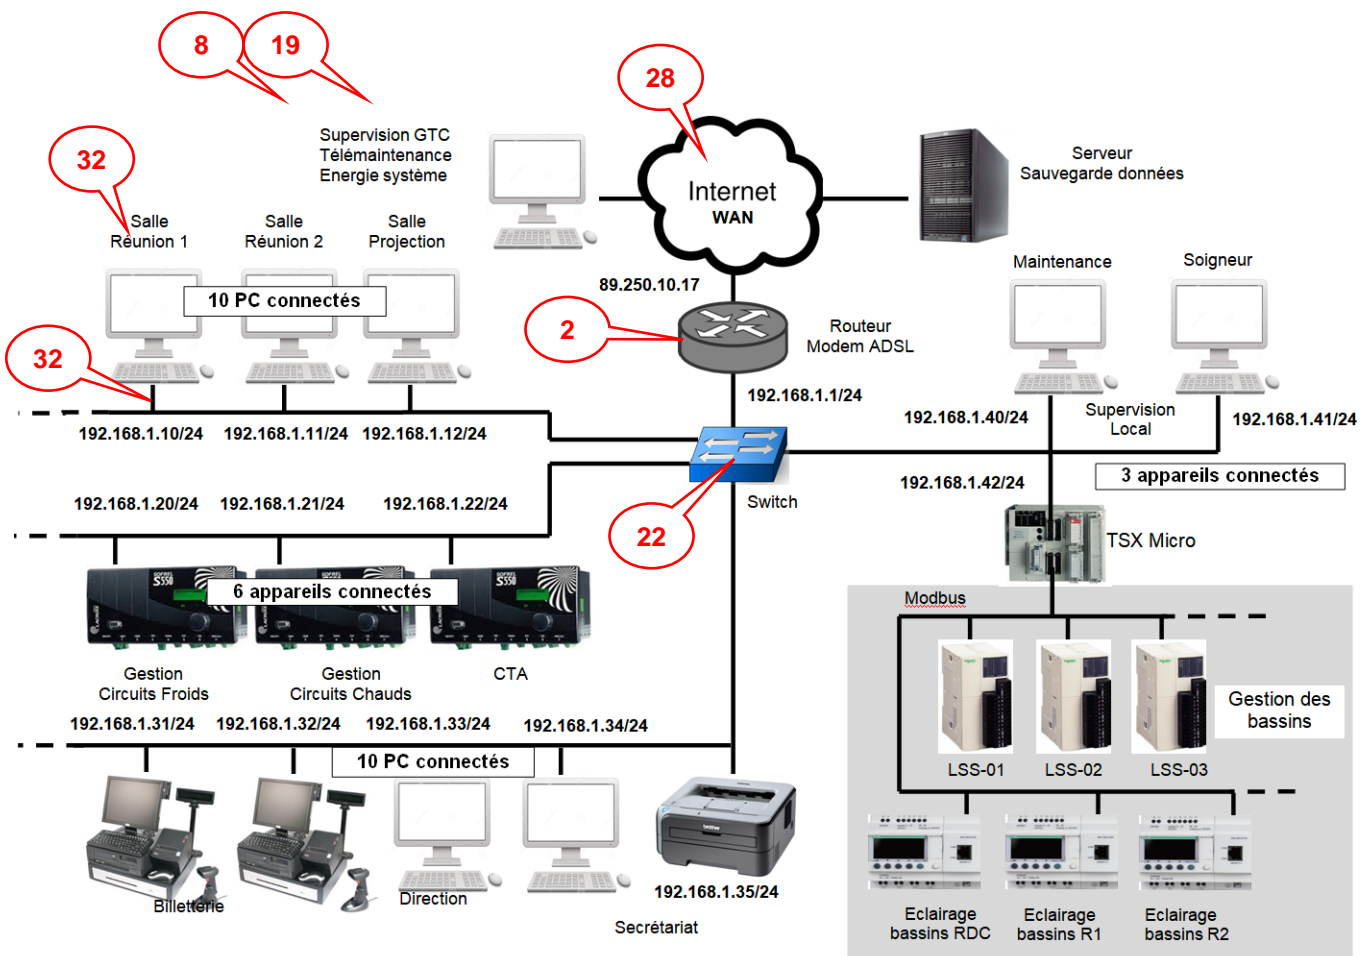 8
19
28
32
Supervision GTC
Télémaintenance
Energie système
Serveur
Sauvegarde données
Internet
WAN
Salle
Réunion 1
Salle
Réunion 2
Salle
Projection
Maintenance
Soigneur
89.250.10.17
10 PC connectés
2
Routeur
Modem ADSL
32
192.168.1.1/24
192.168.1.40/24
Supervision
Local
192.168.1.41/24
192.168.1.10/24
192.168.1.11/24
192.168.1.12/24
3 appareils connectés
192.168.1.42/24
192.168.1.20/24
192.168.1.21/24
192.168.1.22/24
Switch
22
TSX Micro
SOFREL
S550
SOFREL
S550
SOFREL
S550
6 appareils connectés
Modbus
Gestion
Circuits Froids
Gestion
Circuits Chauds
CTA
Gestion des
bassins
192.168.1.31/24
192.168.1.32/24
192.168.1.33/24
192.168.1.34/24
10 PC connectés
LSS-01
LSS-02
LSS-03
brother
192.168.1.35/24
Billetterie
Direction
Secrétariat
Eclairage
bassins RDC
Eclairage
bassins R1
Eclairage
bassins R2